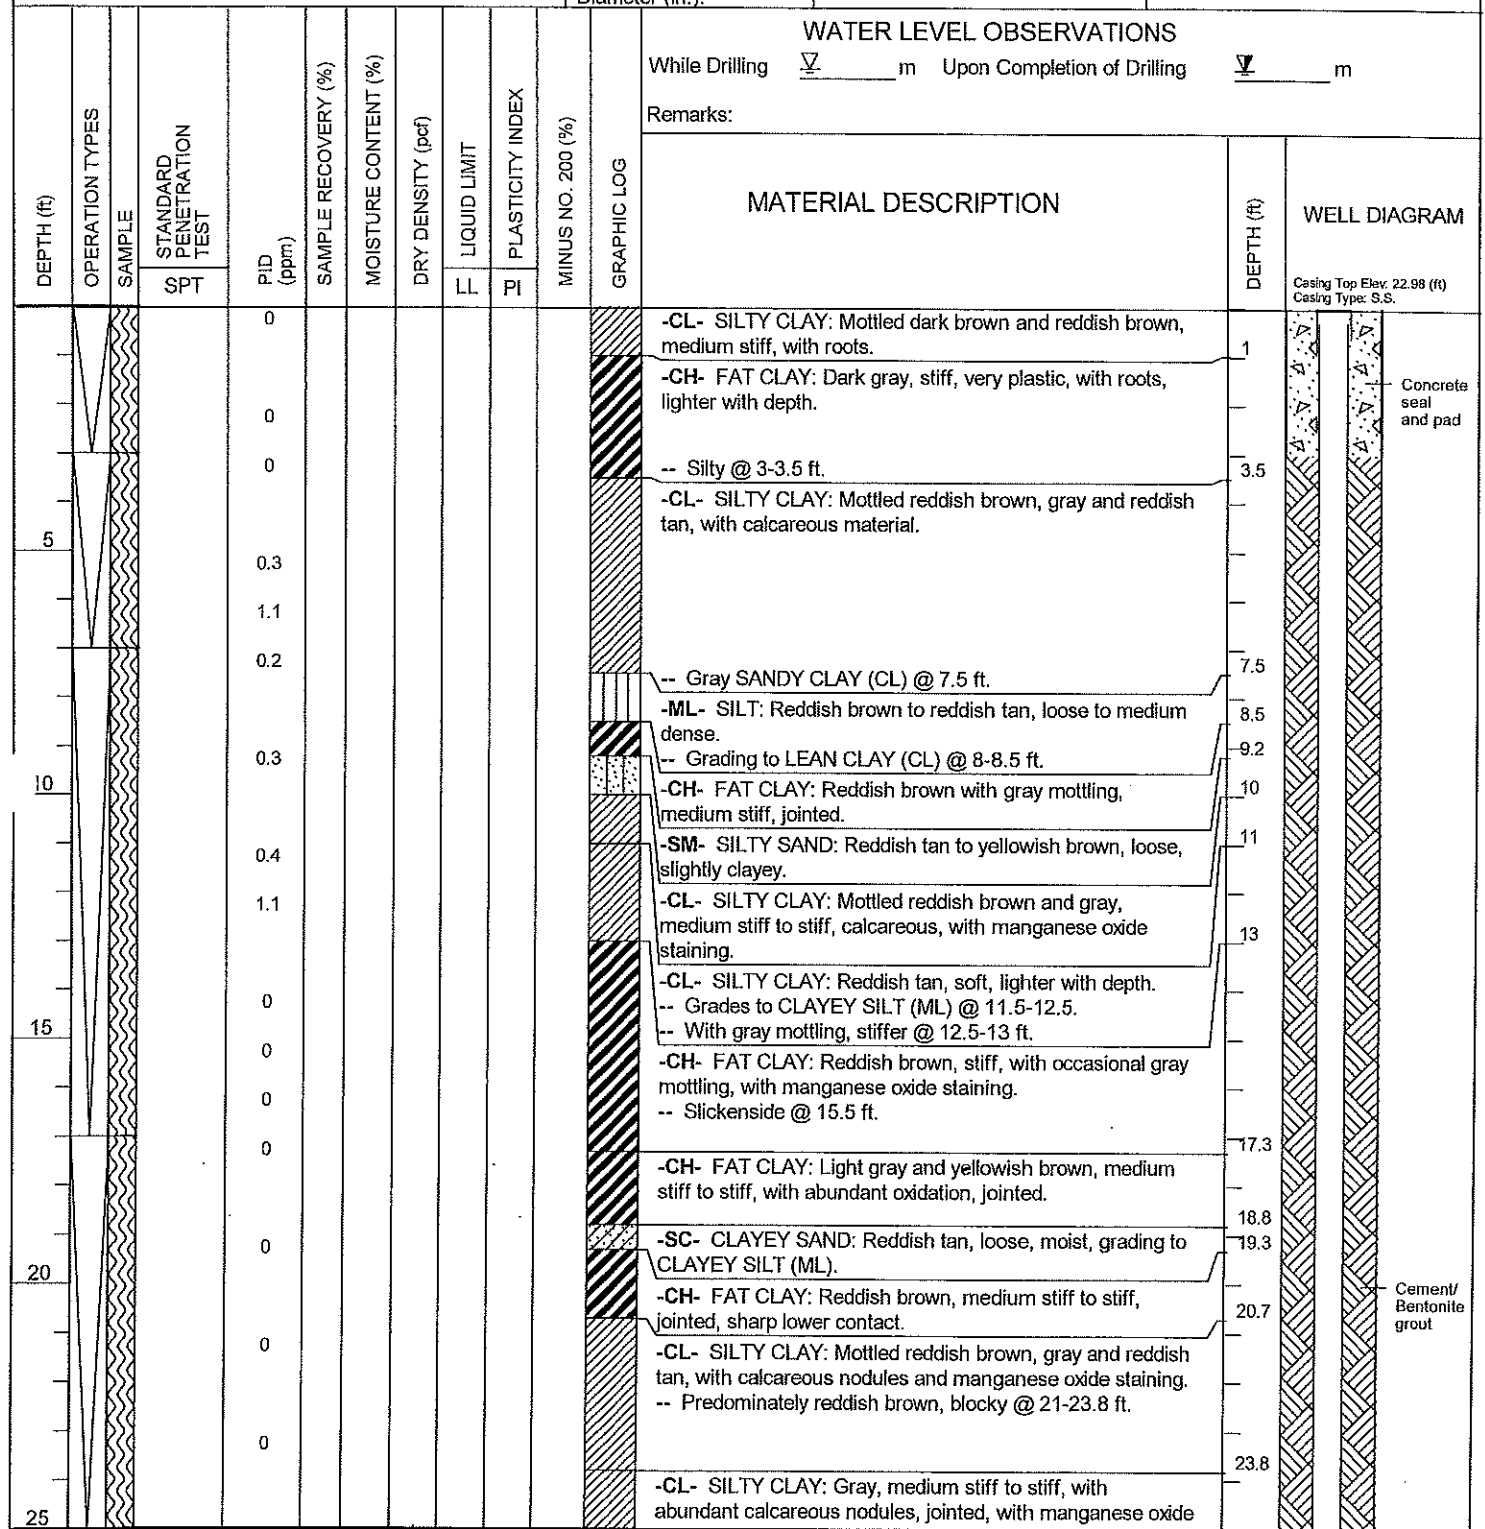 Diameter (in.):
WATER LEVEL OBSERVATIONS
While Drilling m Upon Completion of Drilling m
Remarks:
DEPTH (ft)
OPERATION TYPES
SAMPLE
STANDARD
PENETRATION
TEST
SPT
PID
(ppm)
SAMPLE RECOVERY (%)
MOISTURE CONTENT (%)
DRY DENSITY (pcf)
LIQUID LIMIT
LL
PLASTICITY INDEX
PI
MINUS NO. 200 (%)
GRAPHIC LOG
MATERIAL DESCRIPTION
DEPTH (ft)
WELL DIAGRAM
Casing Top Elev: 22.98 (ft)
Casing Type: S.S.
0
-CL- SILTY CLAY: Mottled dark brown and reddish brown,
medium stiff, with roots.
1
-CH- FAT CLAY: Dark gray, stiff, very plastic, with roots,
lighter with depth.
Concrete
seal
and pad
0
0
-- Silty @ 3-3.5 ft.
3.5
-CL- SILTY CLAY: Mottled reddish brown, gray and reddish
tan, with calcareous material.
5
0.3
1.1
0.2
7.5
-- Gray SANDY CLAY (CL) @ 7.5 ft.
-ML- SILT: Reddish brown to reddish tan, loose to medium
dense.
8.5
-- Grading to LEAN CLAY (CL) @ 8-8.5 ft.
9.2
0.3
10
-CH- FAT CLAY: Reddish brown with gray mottling,
medium stiff, jointed.
10
-SM- SILTY SAND: Reddish tan to yellowish brown, loose,
slightly clayey.
11
0.4
-CL- SILTY CLAY: Mottled reddish brown and gray,
medium stiff to stiff, calcareous, with manganese oxide
staining.
1.1
13
-CL- SILTY CLAY: Reddish tan, soft, lighter with depth.
-- Grades to CLAYEY SILT (ML) @ 11.5-12.5.
-- With gray mottling, stiffer @ 12.5-13 ft.
0
15
0
-CH- FAT CLAY: Reddish brown, stiff, with occasional gray
mottling, with manganese oxide staining.
-- Slickenside @ 15.5 ft.
0
0
17.3
-CH- FAT CLAY: Light gray and yellowish brown, medium
stiff to stiff, with abundant oxidation, jointed.
18.8
-SC- CLAYEY SAND: Reddish tan, loose, moist, grading to
CLAYEY SILT (ML).
0
19.3
20
-CH- FAT CLAY: Reddish brown, medium stiff to stiff,
jointed, sharp lower contact.
20.7
Cement/
Bentonite
grout
0
-CL- SILTY CLAY: Mottled reddish brown, gray and reddish
tan, with calcareous nodules and manganese oxide staining.
-- Predominately reddish brown, blocky @ 21-23.8 ft.
0
23.8
-CL- SILTY CLAY: Gray, medium stiff to stiff, with
abundant calcareous nodules, jointed, with manganese oxide
25